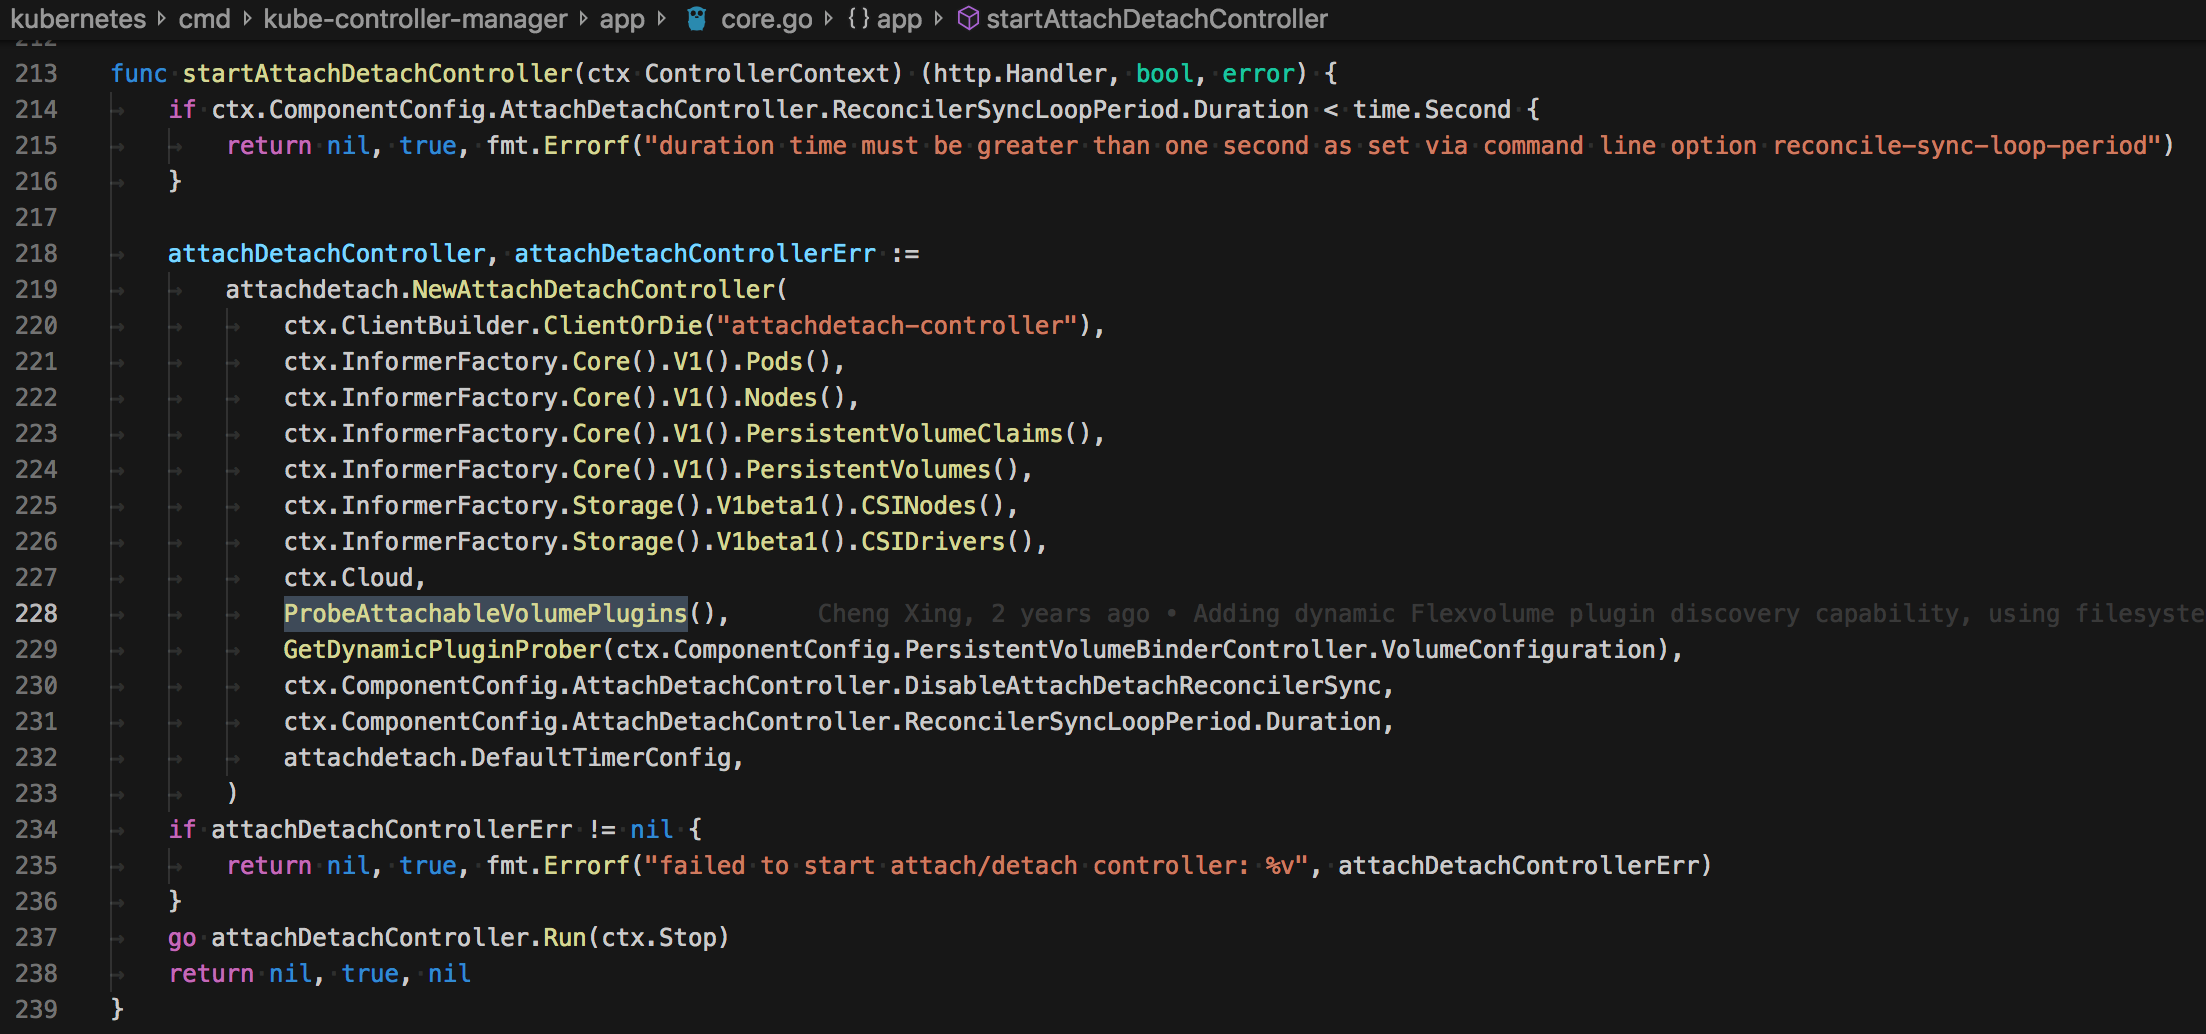 kubernetes › cmd › kube-controller-manager › app › core.go › {} app › startAttachDetachController
212
213 func startAttachDetachController(ctx ControllerContext) (http.Handler, bool, error) {
214 if ctx.ComponentConfig.AttachDetachController.ReconcilerSyncLoopPeriod.Duration < time.Second {
215 return nil, true, fmt.Errorf("duration time must be greater than one second as set via command line option reconcile-sync-loop-period")
216 }
217
218 attachDetachController, attachDetachControllerErr :=
219 attachdetach.NewAttachDetachController(
220 ctx.ClientBuilder.ClientOrDie("attachdetach-controller"),
221 ctx.InformerFactory.Core().V1().Pods(),
222 ctx.InformerFactory.Core().V1().Nodes(),
223 ctx.InformerFactory.Core().V1().PersistentVolumeClaims(),
224 ctx.InformerFactory.Core().V1().PersistentVolumes(),
225 ctx.InformerFactory.Storage().V1beta1().CSINodes(),
226 ctx.InformerFactory.Storage().V1beta1().CSIDrivers(),
227 ctx.Cloud,
228 ProbeAttachableVolumePlugins(), Cheng Xing, 2 years ago • Adding dynamic Flexvolume plugin discovery capability, using filesyste
229 GetDynamicPluginProber(ctx.ComponentConfig.PersistentVolumeBinderController.VolumeConfiguration),
230 ctx.ComponentConfig.AttachDetachController.DisableAttachDetachReconcilerSync,
231 ctx.ComponentConfig.AttachDetachController.ReconcilerSyncLoopPeriod.Duration,
232 attachdetach.DefaultTimerConfig,
233 )
234 if attachDetachControllerErr != nil {
235 return nil, true, fmt.Errorf("failed to start attach/detach controller: %v", attachDetachControllerErr)
236 }
237 go attachDetachController.Run(ctx.Stop)
238 return nil, true, nil
239 }